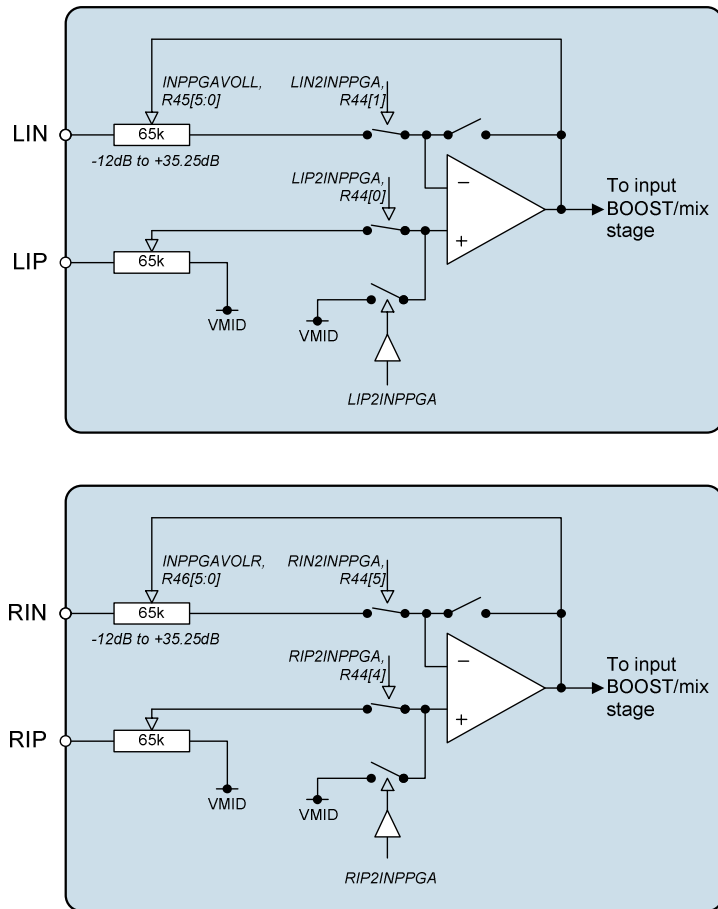 INPPGAVOLL,
R45[5:0]
LIN2INPPGA,
R44[1]
LIN
65k
-12dB to +35.25dB
LIP2INPPGA,
R44[0]
To input
BOOST/mix
stage
LIP
65k
VMID
VMID
LIP2INPPGA
INPPGAVOLR,
R46[5:0]
RIN2INPPGA,
R44[5]
RIN
65k
-12dB to +35.25dB
RIP2INPPGA,
R44[4]
To input
BOOST/mix
stage
RIP
65k
VMID
VMID
RIP2INPPGA